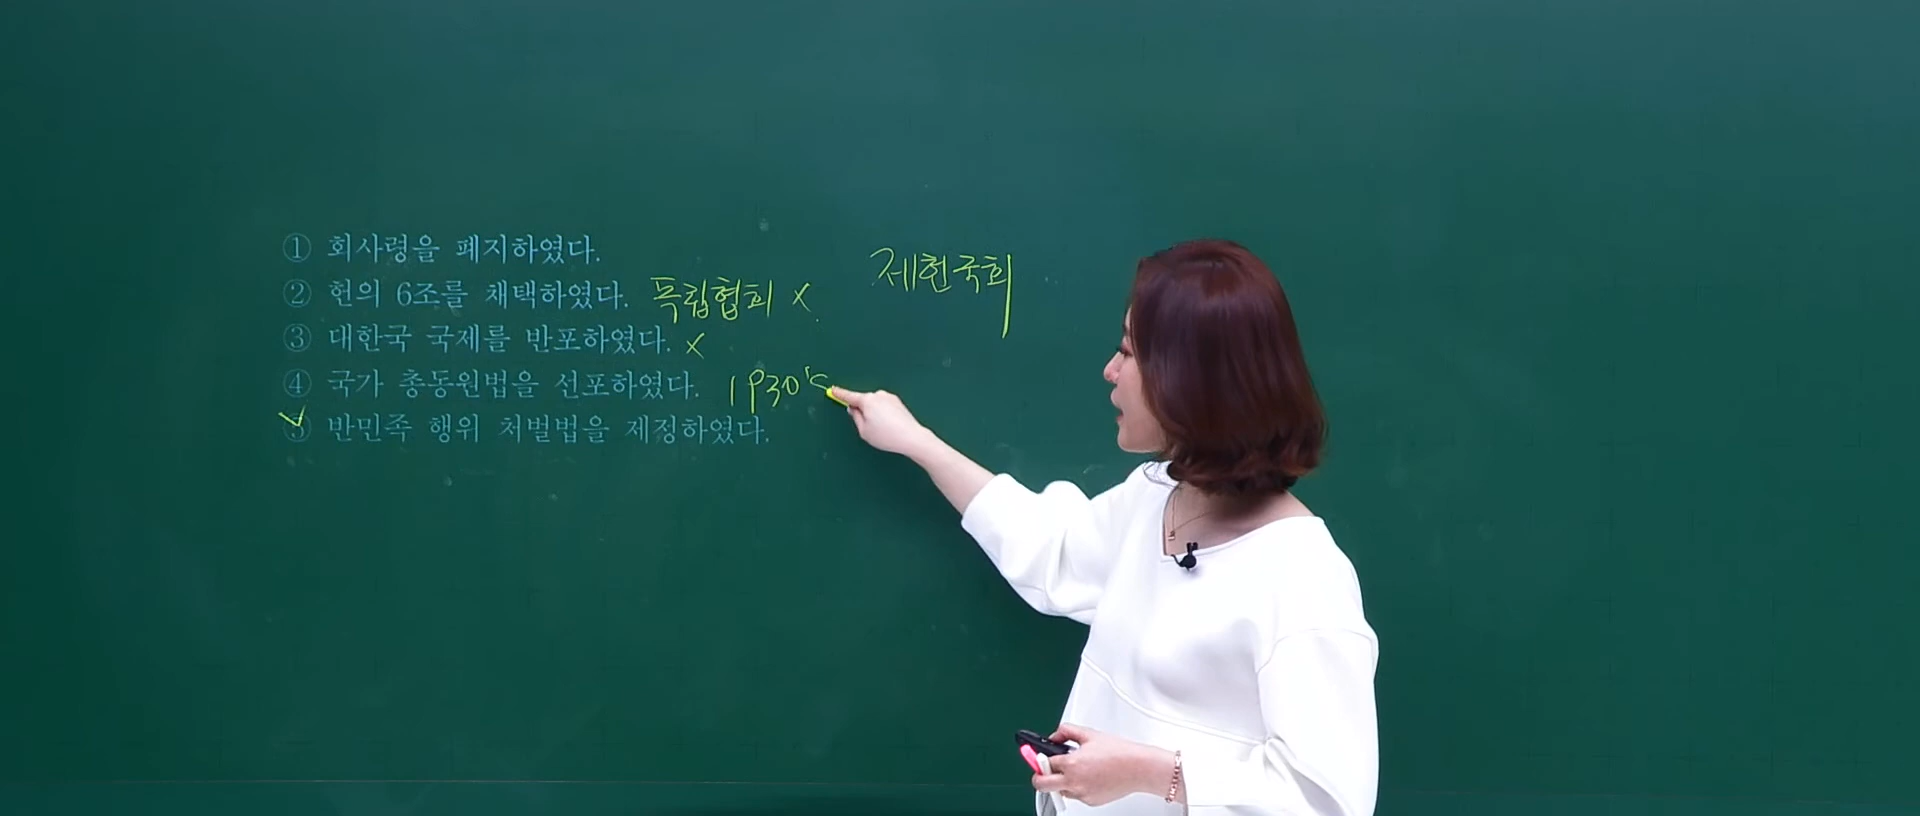 ① 회사령을 폐지하였다.
② 헌의 6조를 채택하였다. 독립협회 X
제헌국회
③ 대한국 국제를 반포하였다. X
④ 국가 총동원법을 선포하였다. 1930's
⑤ 반민족 행위 처벌법을 제정하였다.